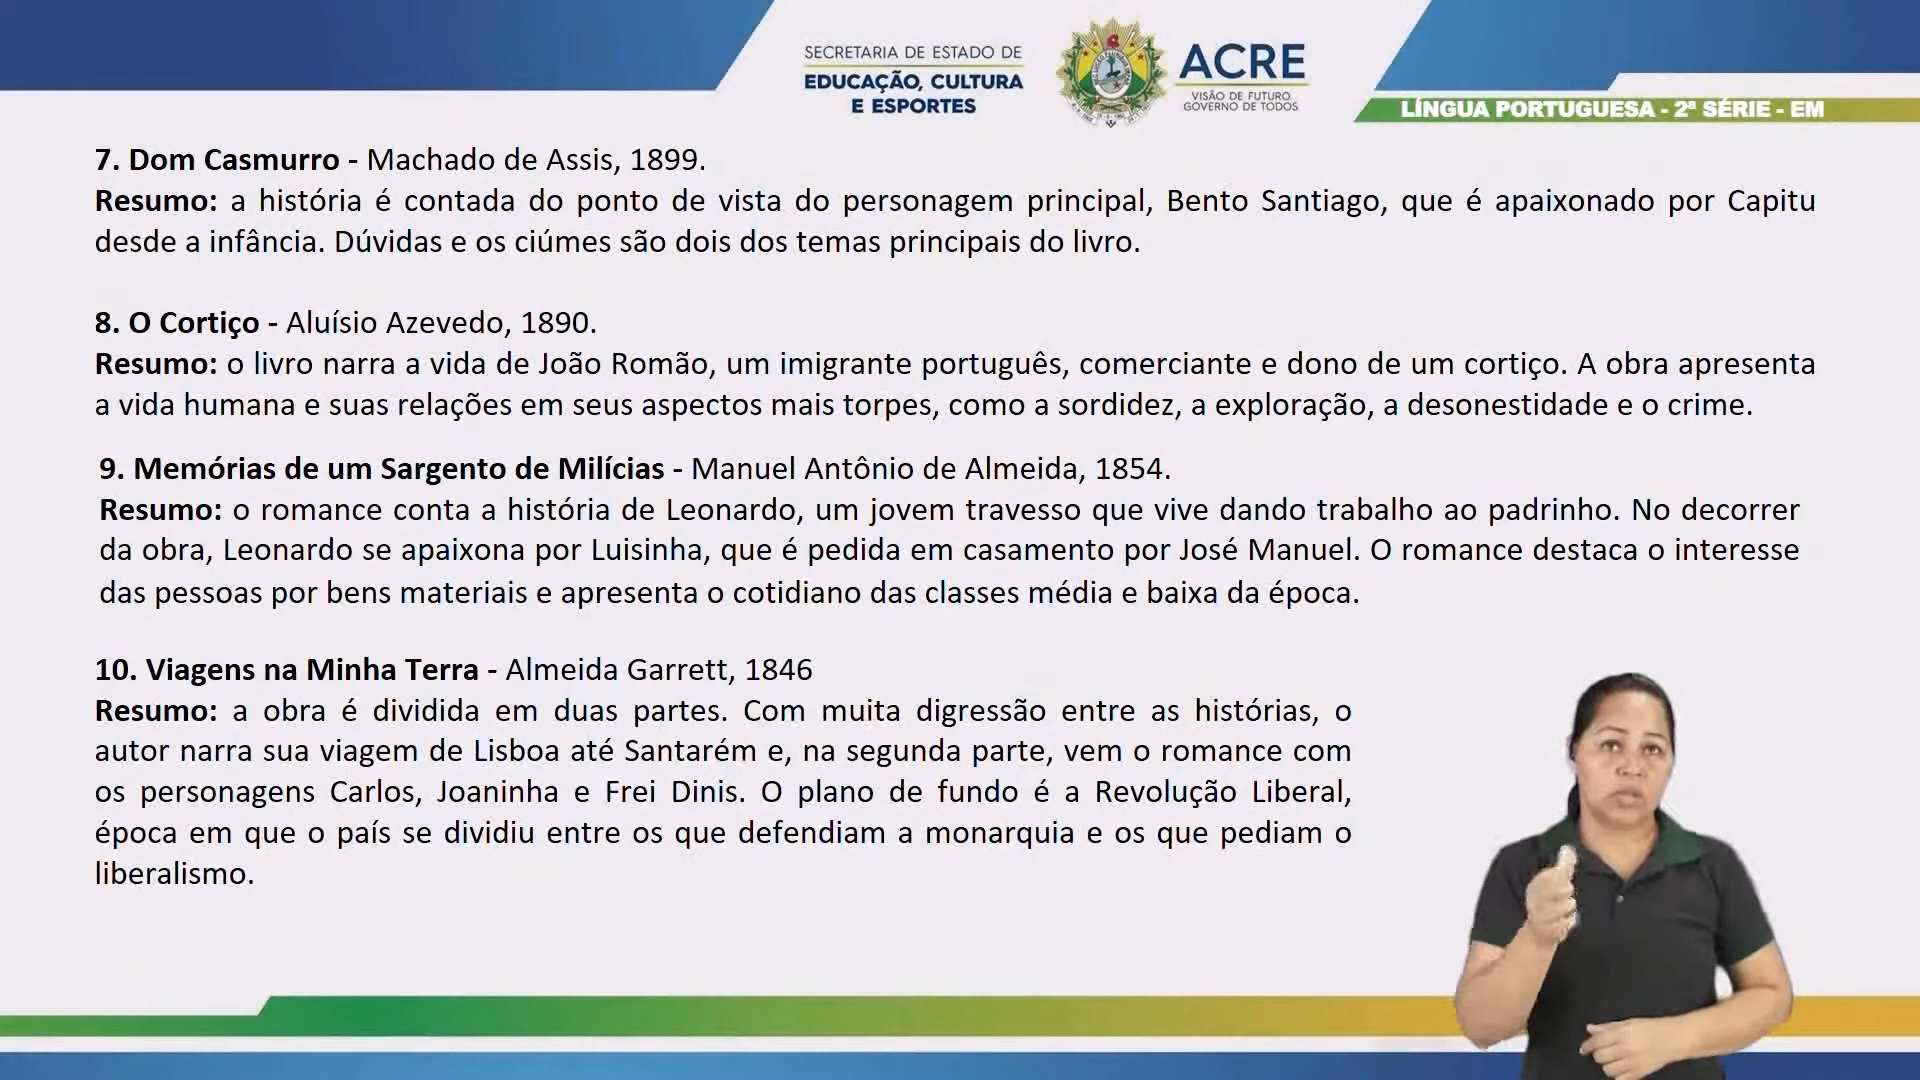 SECRETARIA DE ESTADO DE
EDUCAÇÃO, CULTURA
E ESPORTES
ACRE
VISÃO DE FUTURO
GOVERNO DE TODOS
LÍNGUA PORTUGUESA - 2ª SÉRIE - EM
7. Dom Casmurro - Machado de Assis, 1899.
Resumo: a história é contada do ponto de vista do personagem principal, Bento Santiago, que é apaixonado por Capitu
desde a infância. Dúvidas e os ciúmes são dois dos temas principais do livro.
8. O Cortiço - Aluísio Azevedo, 1890.
Resumo: o livro narra a vida de João Romão, um imigrante português, comerciante e dono de um cortiço. A obra apresenta
a vida humana e suas relações em seus aspectos mais torpes, como a sordidez, a exploração, a desonestidade e o crime.
9. Memórias de um Sargento de Milícias - Manuel Antônio de Almeida, 1854.
Resumo: o romance conta a história de Leonardo, um jovem travesso que vive dando trabalho ao padrinho. No decorrer
da obra, Leonardo se apaixona por Luisinha, que é pedida em casamento por José Manuel. O romance destaca o interesse
das pessoas por bens materiais e apresenta o cotidiano das classes média e baixa da época.
10. Viagens na Minha Terra - Almeida Garrett, 1846
Resumo: a obra é dividida em duas partes. Com muita digressão entre as histórias, o
autor narra sua viagem de Lisboa até Santarém e, na segunda parte, vem o romance com
os personagens Carlos, Joaninha e Frei Dinis. O plano de fundo é a Revolução Liberal,
época em que o país se dividiu entre os que defendiam a monarquia e os que pediam o
liberalismo.